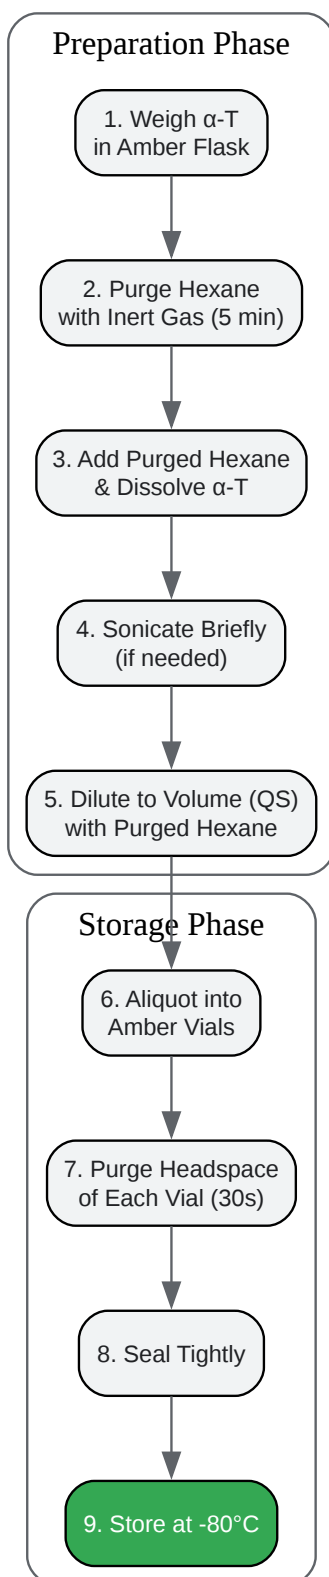 Preparation Phase
1. Weigh α-T
in Amber Flask
2. Purge Hexane
with Inert Gas (5 min)
3. Add Purged Hexane
& Dissolve α-T
4. Sonicate Briefly
(if needed)
5. Dilute to Volume (QS)
with Purged Hexane
Storage Phase
6. Aliquot into
Amber Vials
7. Purge Headspace
of Each Vial (30s)
8. Seal Tightly
9. Store at -80°C